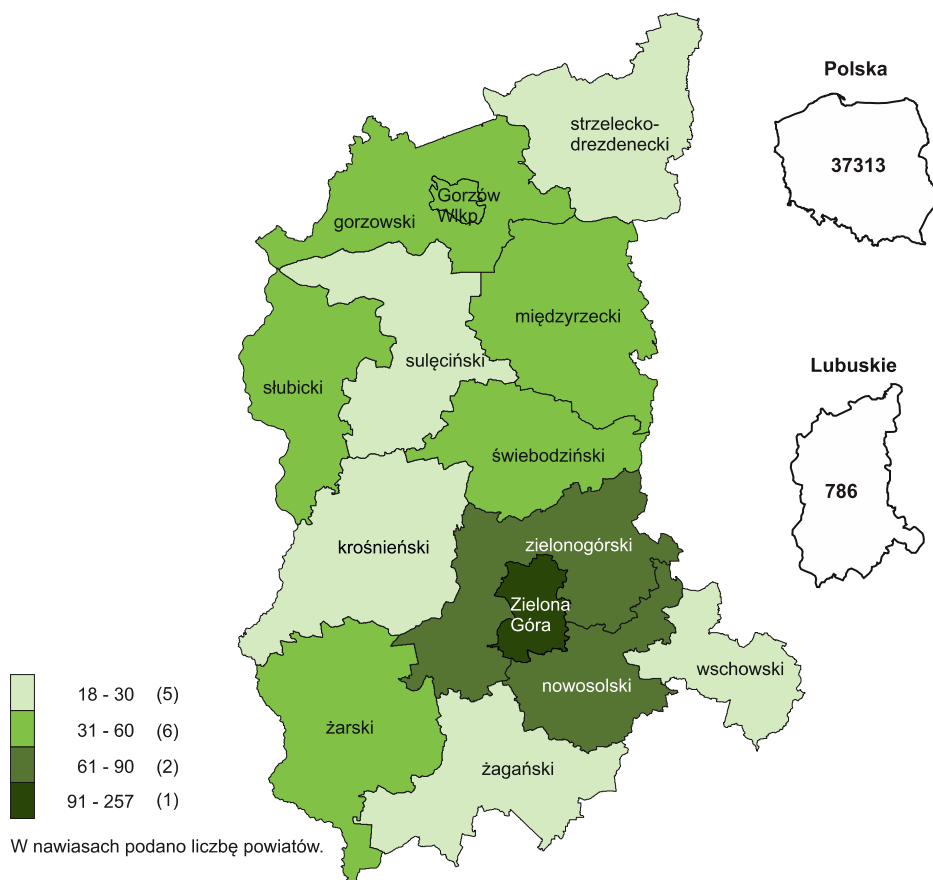 Polska
37313
strzelecko-
drezdenecki
Gorzów
Wlkp.
gorzowski
międzyrzecki
sulęciński
słubicki
Lubuskie
786
świebodziński
krośnieński
zielonogórski
Zielona
Góra
wschowski
nowosolski
żarski
żagański
18 - 30 (5)
31 - 60 (6)
61 - 90 (2)
91 - 257 (1)
W nawiasach podano liczbę powiatów.